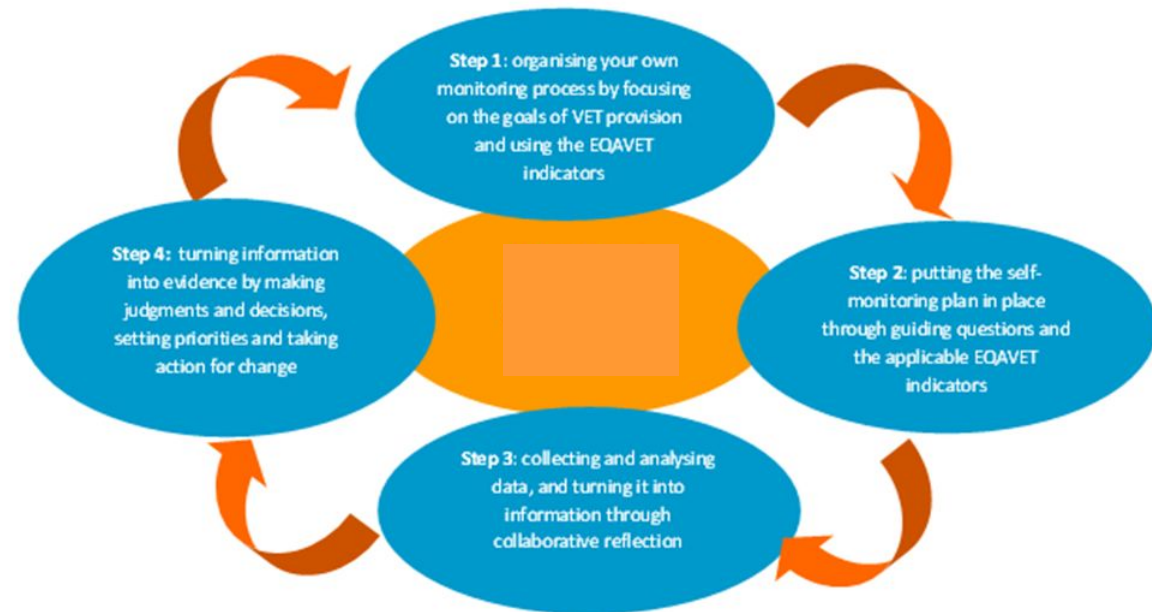 Step 1: organising your own
monitoring process by focusing
on the goals of VET provision
and using the EQAVET
indicators
Step 2: putting the self-
monitoring plan in place
through guiding questions and
the applicable EQAVET
indicators
Step 3: collecting and analysing
data, and turning it into
information through
collaborative reflection
Step 4: turning information
into evidence by making
judgments and decisions,
setting priorities and taking
action for change